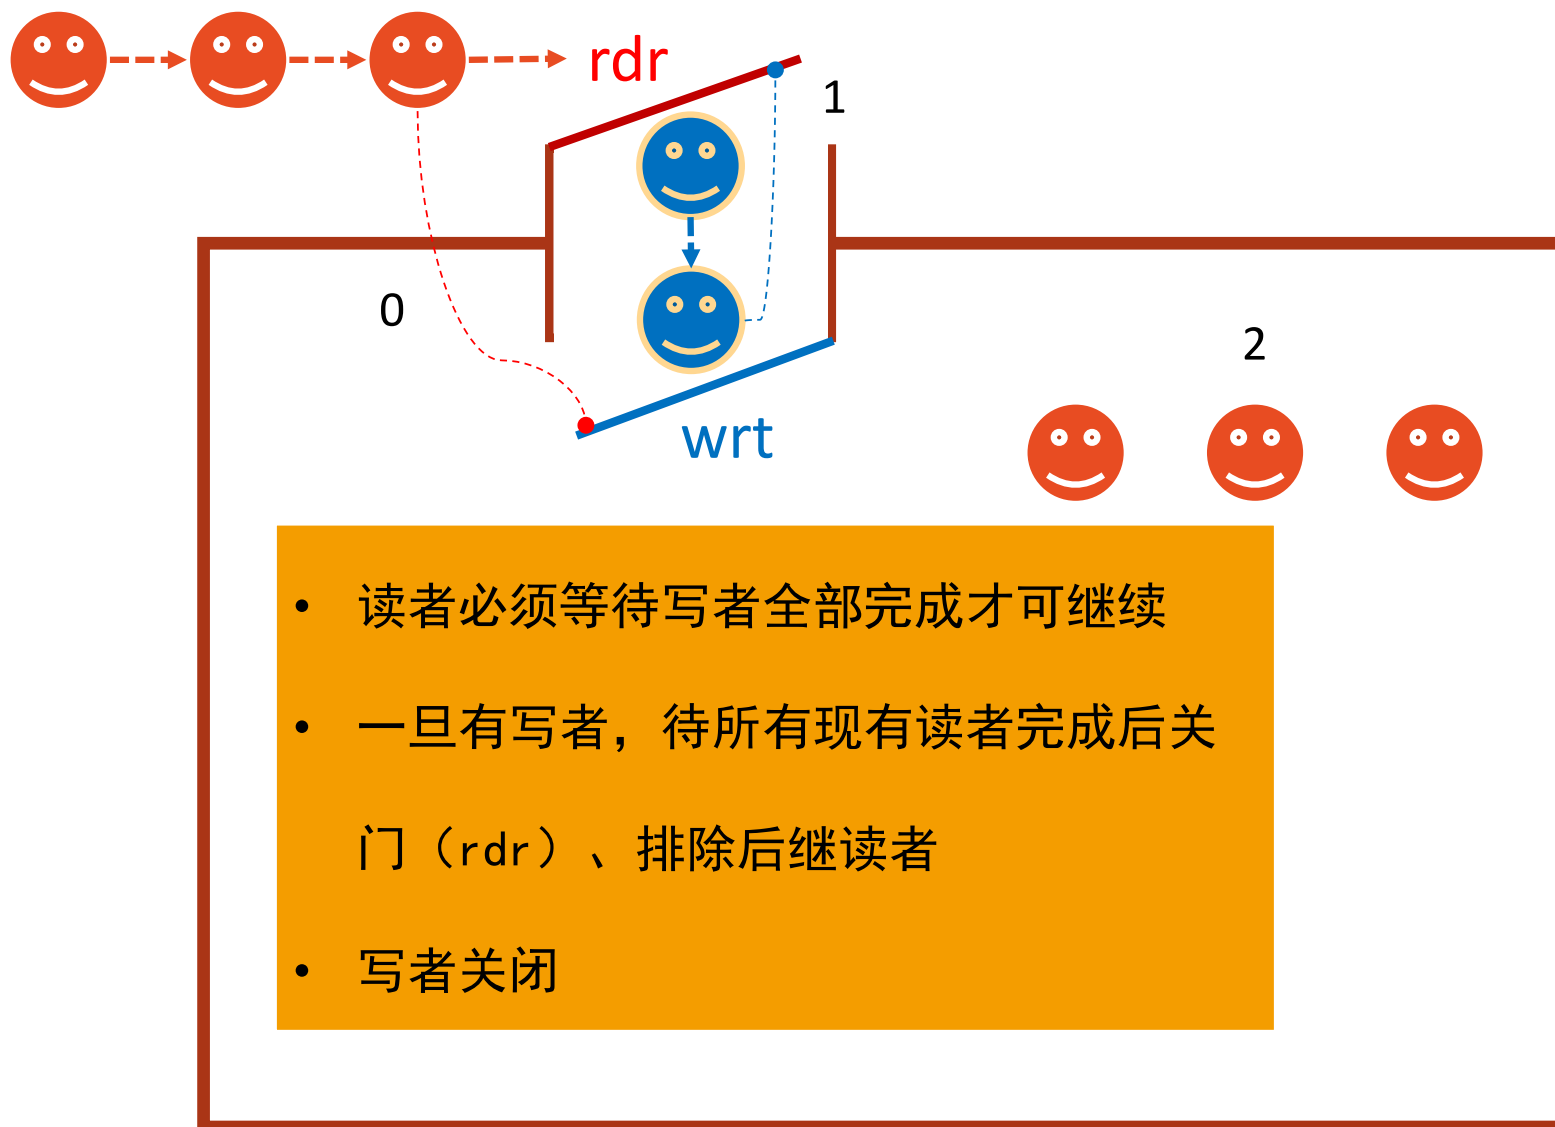 rdr
1
0
2
wrt
• 读者必须等待写者全部完成才可继续
• 一旦有写者，待所有现有读者完成后关
门（rdr）、排除后继读者
• 写者关闭